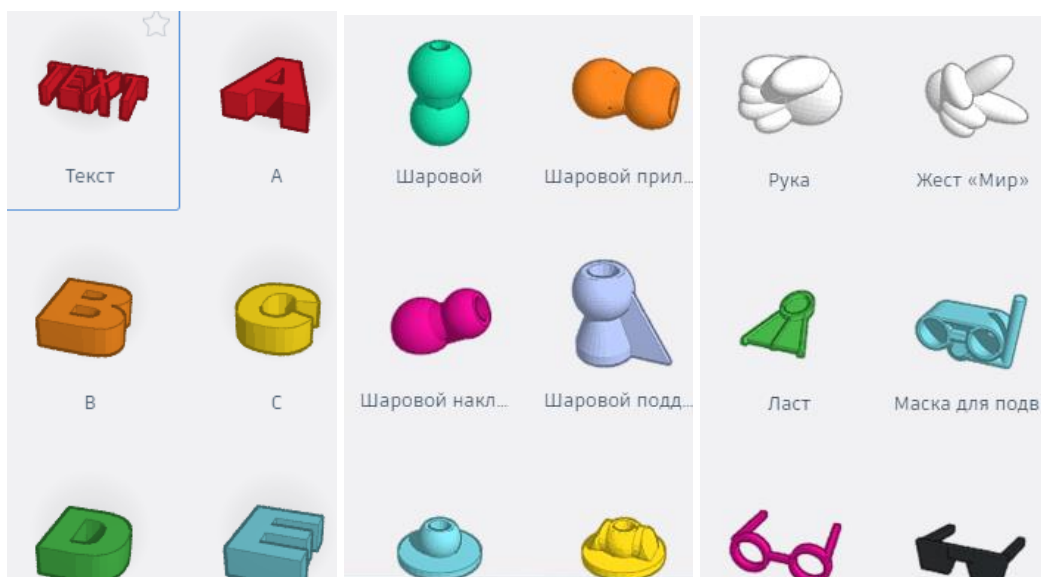 TEXT
A
Текст
A
Шаровой
Шаровой прил...
Рука
Жест «Мир»
B
C
B
C
Шаровой накл...
Шаровой подд...
Ласт
Маска для подв
D
E